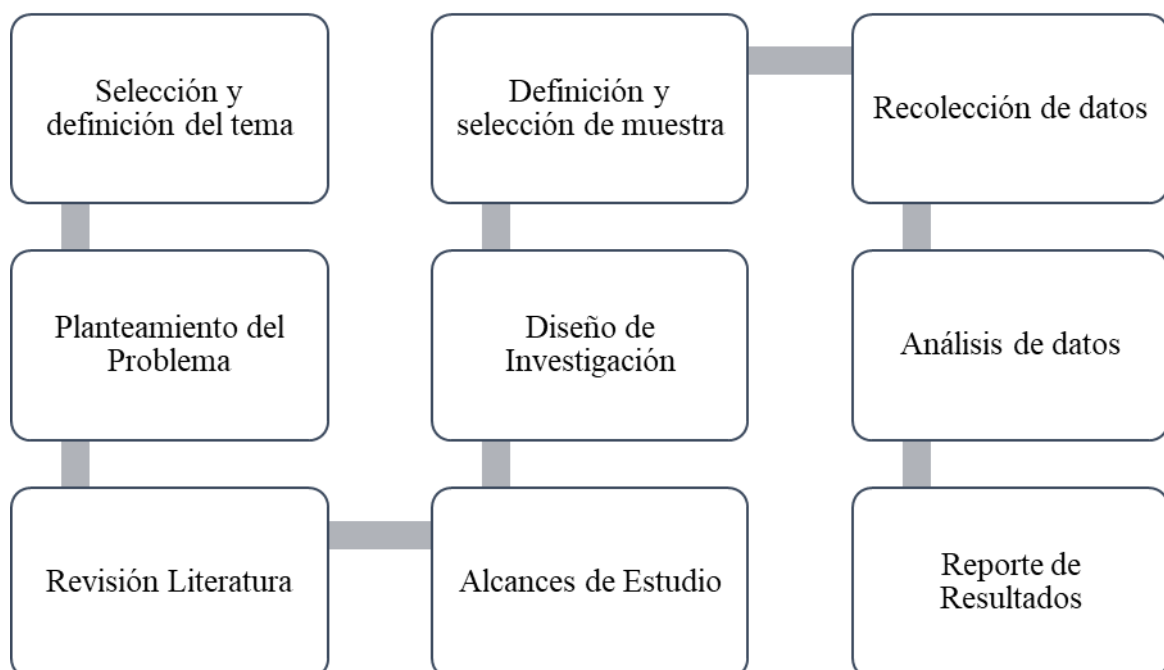 Selección y
definición del tema
Planteamiento del
Problema
Revisión Literatura
Alcances de Estudio
Diseño de
Investigación
Definición y
selección de muestra
Recolección de datos
Análisis de datos
Reporte de
Resultados